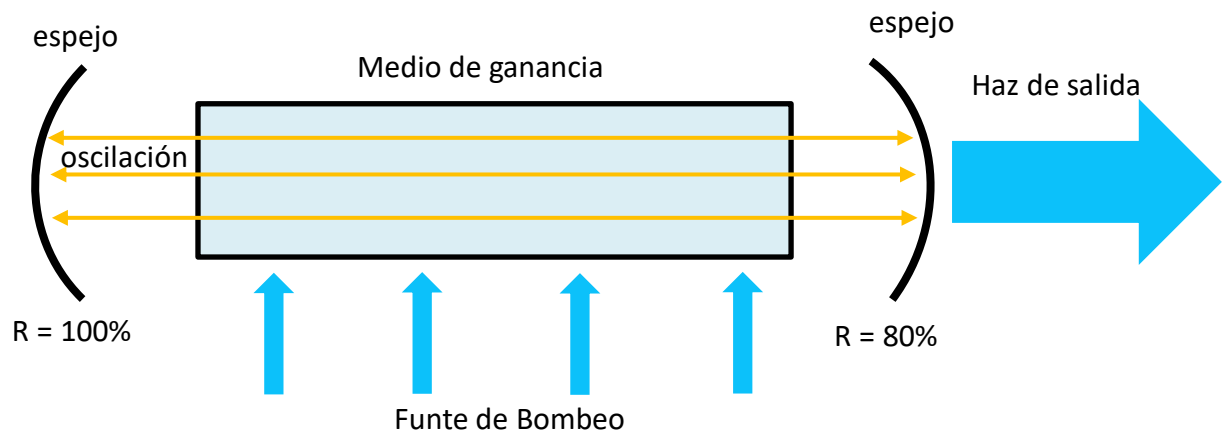 espejo
espejo
Medio de ganancia
Haz de salida
oscilación
R = 100%
R = 80%
Funte de Bombeo